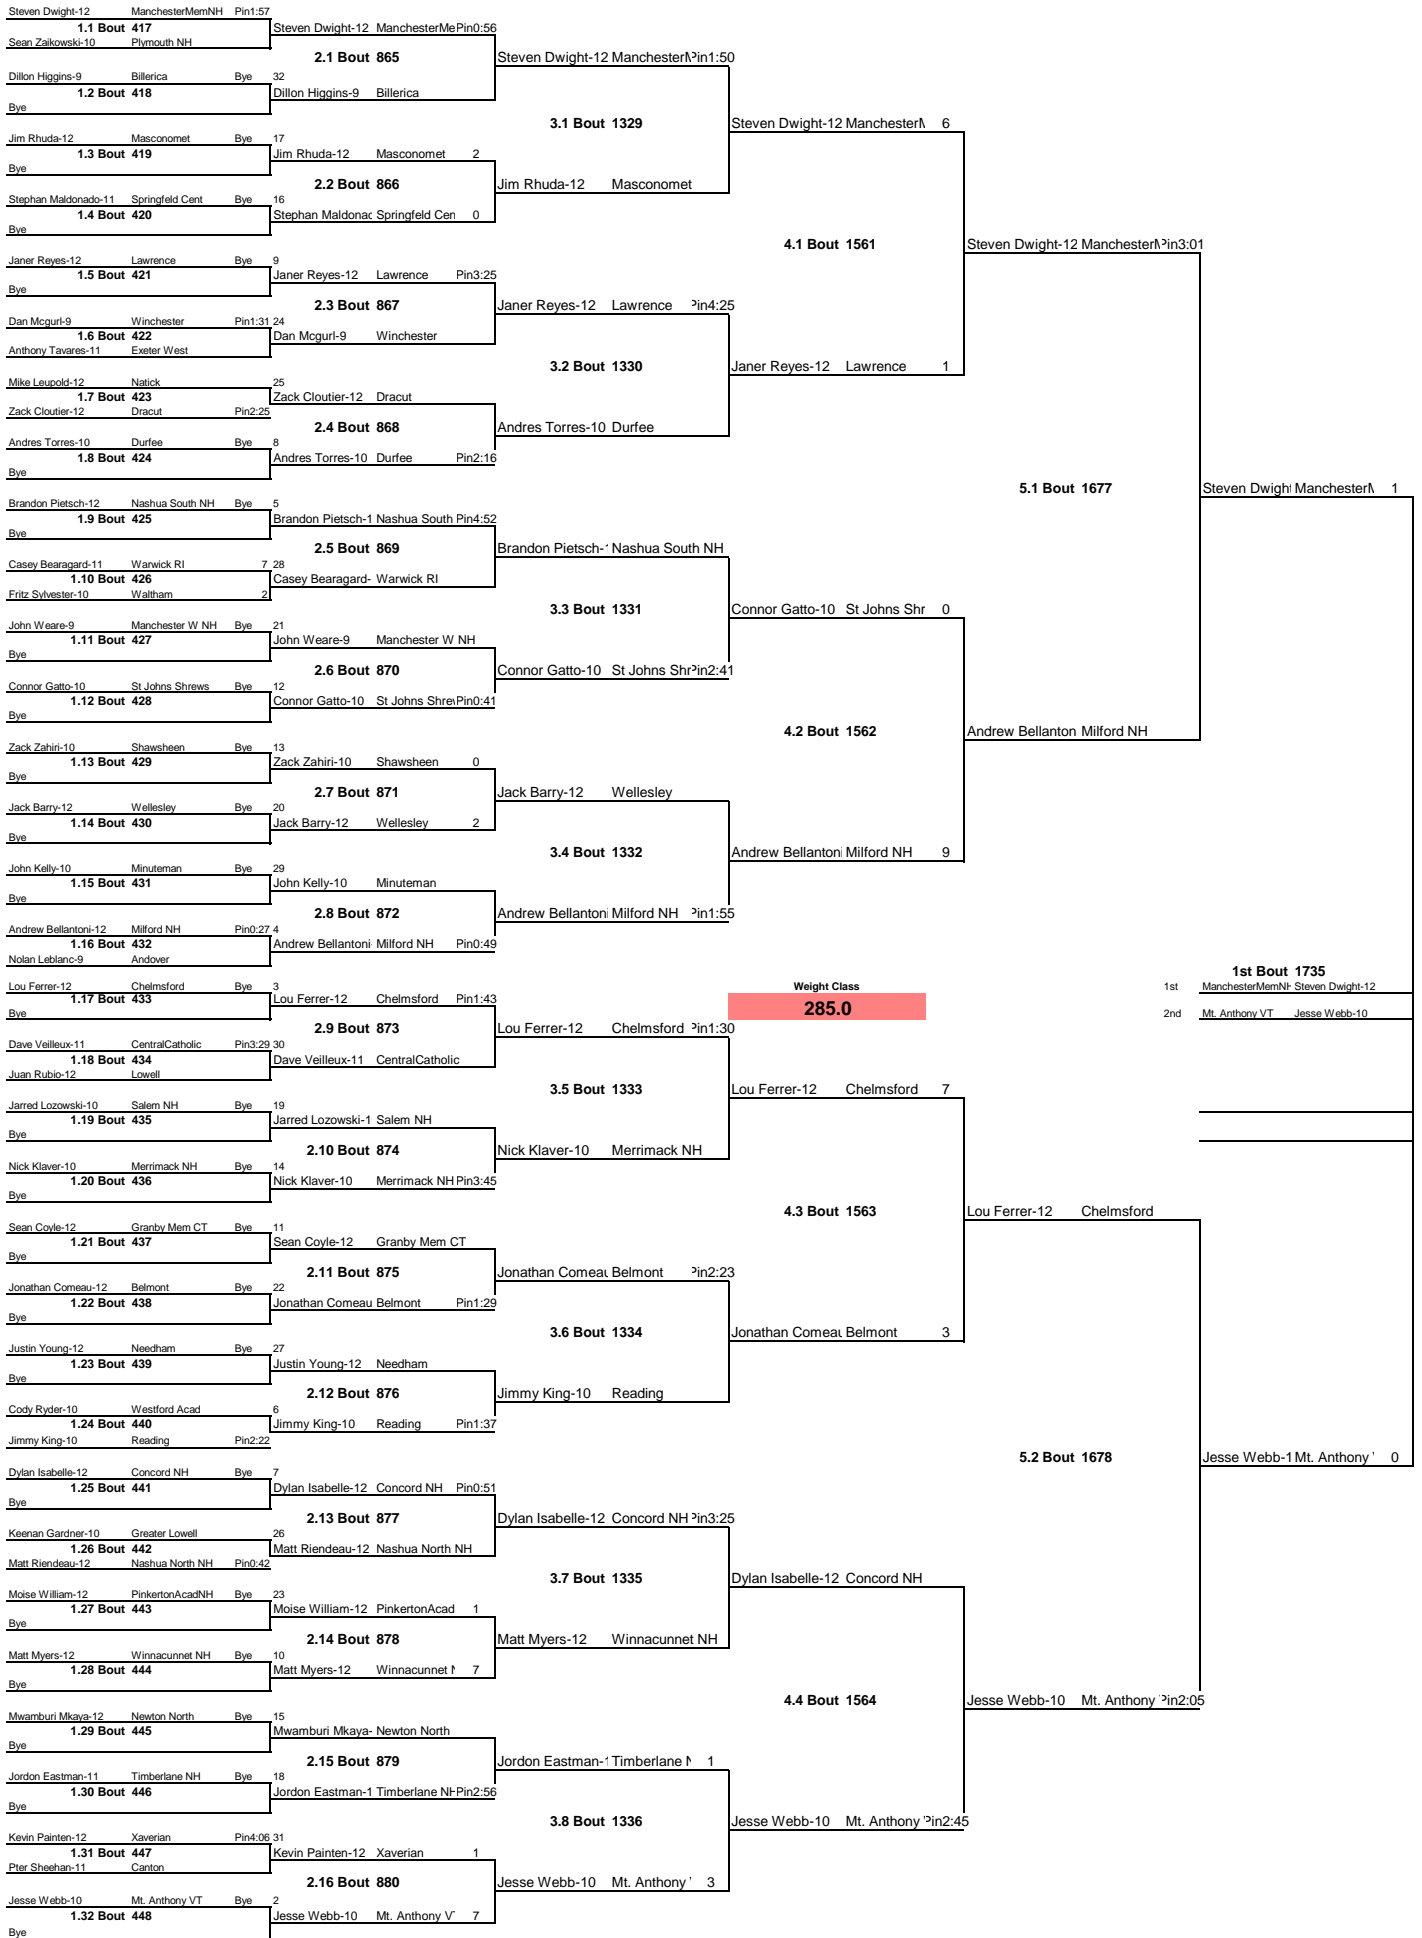 Steven Dwight-12 ManchesterMemNH Pin1:57
1.1 Bout 417
Sean Zaikowski-10 Plymouth NH
Dillon Higgins-9 Billerica Bye 32
1.2 Bout 418
Bye
Jim Rhuda-12 Masconomet Bye 17
1.3 Bout 419
Bye
Stephan Maldonado-11 Springfeld Cent Bye 16
1.4 Bout 420
Bye
Janer Reyes-12 Lawrence Bye 9
1.5 Bout 421
Bye
Dan Mcgurl-9 Winchester Pin1:31 24
1.6 Bout 422
Anthony Tavares-11 Exeter West
Mike Leupold-12 Natick 25
1.7 Bout 423
Zack Cloutier-12 Dracut Pin2:25
Andres Torres-10 Durfee Bye 8
1.8 Bout 424
Bye
Brandon Pietsch-12 Nashua South NH Bye 5
1.9 Bout 425
Bye
Casey Bearagard-11 Warwick RI 7 28
1.10 Bout 426
Fritz Sylvester-10 Waltham 2
John Weare-9 Manchester W NH Bye 21
1.11 Bout 427
Bye
Connor Gatto-10 St Johns Shrews Bye 12
1.12 Bout 428
Bye
Zack Zahiri-10 Shawsheen Bye 13
1.13 Bout 429
Bye
Jack Barry-12 Wellesley Bye 20
1.14 Bout 430
Bye
John Kelly-10 Minuteman Bye 29
1.15 Bout 431
Bye
Andrew Bellantoni-12 Milford NH Pin0:27 4
1.16 Bout 432
Nolan Leblanc-9 Andover
Lou Ferrer-12 Chelmsford Bye 3
1.17 Bout 433
Bye
Dave Veilleux-11 CentralCatholic Pin3:29 30
1.18 Bout 434
Juan Rubio-12 Lowell
Jarred Lozowski-10 Salem NH Bye 19
1.19 Bout 435
Bye
Nick Klaver-10 Merrimack NH Bye 14
1.20 Bout 436
Bye
Sean Coyle-12 Granby Mem CT Bye 11
1.21 Bout 437
Bye
Jonathan Comeau-12 Belmont Bye 22
1.22 Bout 438
Bye
Justin Young-12 Needham Bye 27
1.23 Bout 439
Bye
Cody Ryder-10 Westford Acad 6
1.24 Bout 440
Jimmy King-10 Reading Pin2:22
Dylan Isabelle-12 Concord NH Bye 7
1.25 Bout 441
Bye
Keenan Gardner-10 Greater Lowell 26
1.26 Bout 442
Matt Riendeau-12 Nashua North NH Pin0:42
Moise William-12 PinkertonAcadNH Bye 23
1.27 Bout 443
Bye
Matt Myers-12 Winnacunnet NH Bye 10
1.28 Bout 444
Bye
Mwamburi Mkaya-12 Newton North Bye 15
1.29 Bout 445
Bye
Jordon Eastman-11 Timberlane NH Bye 18
1.30 Bout 446
Bye
Kevin Painten-12 Xaverian Pin4:06 31
1.31 Bout 447
Pter Sheehan-11 Canton
Jesse Webb-10 Mt. Anthony VT Bye 2
1.32 Bout 448
Bye
Steven Dwight-12 ManchesterMe Pin0:56
2.1 Bout 865
Dillon Higgins-9 Billerica
Jim Rhuda-12 Masconomet 2
2.2 Bout 866
Stephan Maldonac Springfeld Cen 0
Janer Reyes-12 Lawrence Pin3:25
2.3 Bout 867
Dan Mcgurl-9 Winchester
Zack Cloutier-12 Dracut
2.4 Bout 868
Andres Torres-10 Durfee Pin2:16
Brandon Pietsch-1 Nashua South Pin4:52
2.5 Bout 869
Casey Bearagard- Warwick RI
John Weare-9 Manchester W NH
2.6 Bout 870
Connor Gatto-10 St Johns Shrew Pin0:41
Zack Zahiri-10 Shawsheen 0
2.7 Bout 871
Jack Barry-12 Wellesley 2
John Kelly-10 Minuteman
2.8 Bout 872
Andrew Bellantoni- Milford NH Pin0:49
Lou Ferrer-12 Chelmsford Pin1:43
2.9 Bout 873
Dave Veilleux-11 CentralCatholic
Jarred Lozowski-1 Salem NH
2.10 Bout 874
Nick Klaver-10 Merrimack NH Pin3:45
Sean Coyle-12 Granby Mem CT
2.11 Bout 875
Jonathan Comeau Belmont Pin1:29
Justin Young-12 Needham
2.12 Bout 876
Jimmy King-10 Reading Pin1:37
Dylan Isabelle-12 Concord NH Pin0:51
2.13 Bout 877
Matt Riendeau-12 Nashua North NH
Moise William-12 PinkertonAcad 1
2.14 Bout 878
Matt Myers-12 Winnacunnet 7
Mwamburi Mkaya- Newton North
2.15 Bout 879
Jordon Eastman-1 Timberlane NH Pin2:56
Kevin Painten-12 Xaverian 1
2.16 Bout 880
Jesse Webb-10 Mt. Anthony V 7
Steven Dwight-12 Manchester Pin1:50
3.1 Bout 1329
Jim Rhuda-12 Masconomet
Janer Reyes-12 Lawrence Pin4:25
3.2 Bout 1330
Andres Torres-10 Durfee
Brandon Pietsch- Nashua South NH
3.3 Bout 1331
Connor Gatto-10 St Johns Shr Pin2:41
Jack Barry-12 Wellesley
3.4 Bout 1332
Andrew Bellantoni Milford NH Pin1:55
Lou Ferrer-12 Chelmsford Pin1:30
3.5 Bout 1333
Nick Klaver-10 Merrimack NH
Jonathan Comeau Belmont Pin2:23
3.6 Bout 1334
Jimmy King-10 Reading
Dylan Isabelle-12 Concord NH Pin3:25
3.7 Bout 1335
Matt Myers-12 Winnacunnet NH
Jordon Eastman-1 Timberlane 1
3.8 Bout 1336
Jesse Webb-10 Mt. Anthony 3
Steven Dwight-12 Manchester 6
4.1 Bout 1561
Janer Reyes-12 Lawrence 1
Connor Gatto-10 St Johns Shr 0
4.2 Bout 1562
Andrew Bellantoni Milford NH 9
Weight Class
285.0
Lou Ferrer-12 Chelmsford 7
4.3 Bout 1563
Jonathan Comeau Belmont 3
Dylan Isabelle-12 Concord NH
4.4 Bout 1564
Jesse Webb-10 Mt. Anthony Pin2:45
Steven Dwight-12 Manchester Pin3:01
5.1 Bout 1677
Andrew Bellanton Milford NH
Lou Ferrer-12 Chelmsford
5.2 Bout 1678
Jesse Webb-10 Mt. Anthony Pin2:05
Steven Dwight Manchester 1
1st Bout 1735
1st ManchesterMemNH Steven Dwight-12
2nd Mt. Anthony VT Jesse Webb-10
Jesse Webb-1 Mt. Anthony 0